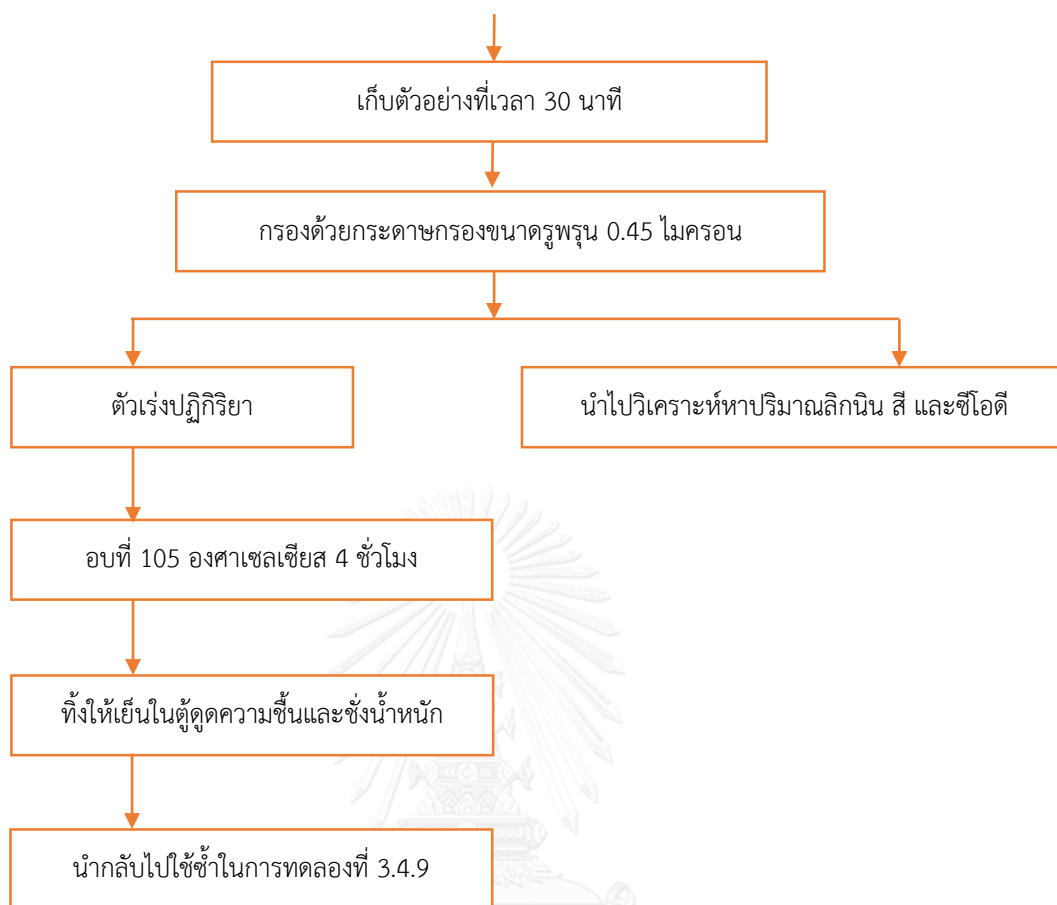 เก็บตัวอย่างที่เวลา 30 นาที
กรองด้วยกระดาษกรองขนาดรูพรุน 0.45 ไมครอน
ตัวเร่งปฏิกิริยา
นำไปวิเคราะห์หาปริมาณลิกนิน สี และซีโอดี
อบที่ 105 องศาเซลเซียส 4 ชั่วโมง
ทิ้งให้เย็นในตู้ดูดความชื้นและชั่งน้ำหนัก
นำกลับไปใช้ซ้ำในการทดลองที่ 3.4.9